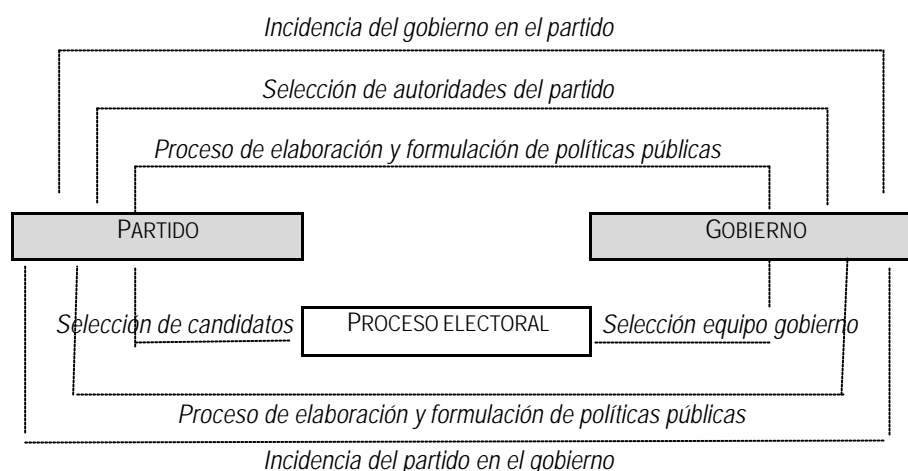 Incidencia del gobierno en el partido
Selección de autoridades del partido
Proceso de elaboración y formulación de políticas públicas
PARTIDO
GOBIERNO
Selección de candidatos
PROCESO ELECTORAL
Selección equipo gobierno
Proceso de elaboración y formulación de políticas públicas
Incidencia del partido en el gobierno